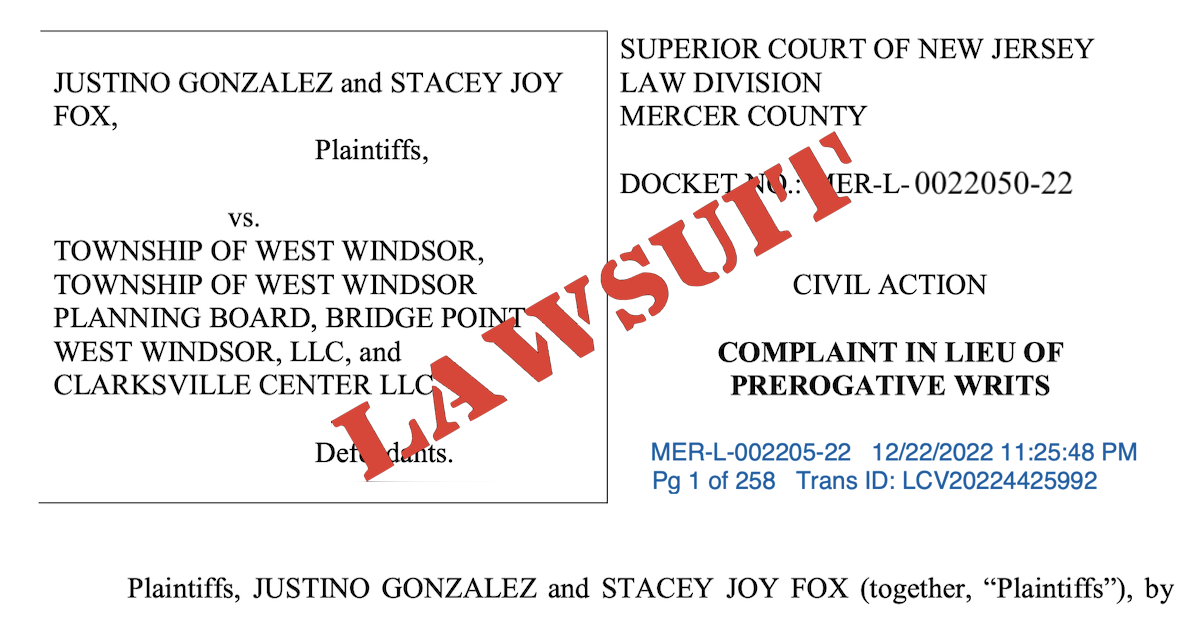 JUSTINO GONZALEZ and STACEY JOY
FOX,
Plaintiffs,
vs.
TOWNSHIP OF WEST WINDSOR,
TOWNSHIP OF WEST WINDSOR
PLANNING BOARD, BRIDGE POINT
WEST WINDSOR, LLC, and
CLARKSVILLE CENTER LLC
Defendants.
SUPERIOR COURT OF NEW JERSEY
LAW DIVISION
MERCER COUNTY
DOCKET NO.: MER-L-0022050-22
CIVIL ACTION
COMPLAINT IN LIEU OF
PREROGATIVE WRITS
MER-L-002205-22 12/22/2022 11:25:48 PM
Pg 1 of 258 Trans ID: LCV20224425992
LAWSUIT
Plaintiffs, JUSTINO GONZALEZ and STACEY JOY FOX (together, “Plaintiffs”), by